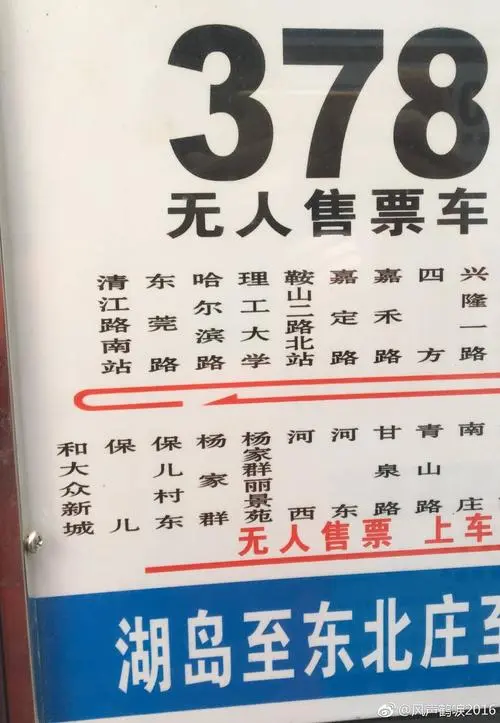 378
无人售票车
清江路南站
东莞路
哈尔滨路
理工大学
鞍山二路北站
嘉定路
嘉禾路
四方
兴隆一路
和大众新城
保儿
保儿村东
杨家群
杨家群丽景苑
河西
河东
甘泉路
青山路
南庄
无人售票 上车
湖岛至东北庄至
@风声鹤唳2016